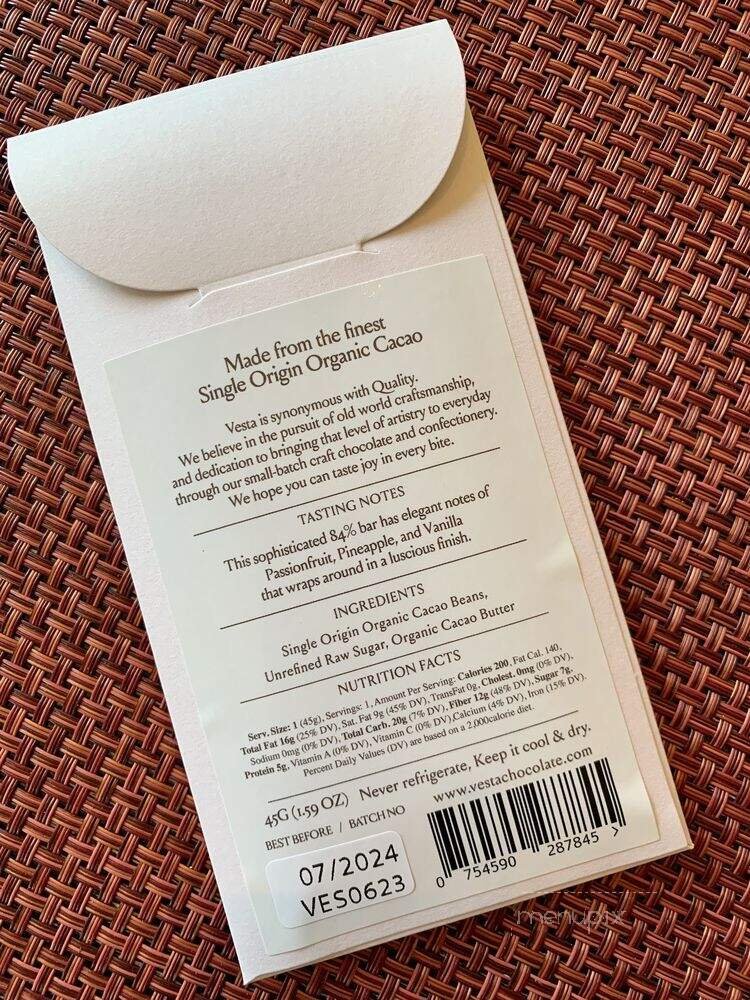 Made from the finest
Single Origin Organic Cacao
Vesta is synonymous with Quality.
We believe in the pursuit of old world craftsmanship,
and dedication to bringing that level of artistry to everyday
through our small-batch craft chocolate and confectionery.
We hope you can taste joy in every bite.
TASTING NOTES
This sophisticated 84% bar has elegant notes of
Passionfruit, Pineapple, and Vanilla
that wraps around in a luscious finish.
INGREDIENTS
Single Origin Organic Cacao Beans,
Unrefined Raw Sugar, Organic Cacao Butter
NUTRITION FACTS
Serv. Size: 1 (45g), Servings: 1, Amount Per Serving: Calories 200, Fat Cal. 140,
Total Fat 16g (25% DV), Sat. Fat 9g (45% DV), TransFat 0g, Cholest. 0mg (0% DV),
Sodium 0mg (0% DV), Total Carb. 20g (7% DV), Fiber 12g (48% DV), Sugar 7g,
Protein 5g, Vitamin A (0% DV), Vitamin C (0% DV),Calcium (4% DV), Iron (15% DV).
Percent Daily Values (DV) are based on a 2,000calorie diet.
45G (1.59 OZ) Never refrigerate, Keep it cool & dry.
BEST BEFORE / BATCH NO www.vestachocolate.com
07/2024
VES0623
0 754590 287845 >
menupix